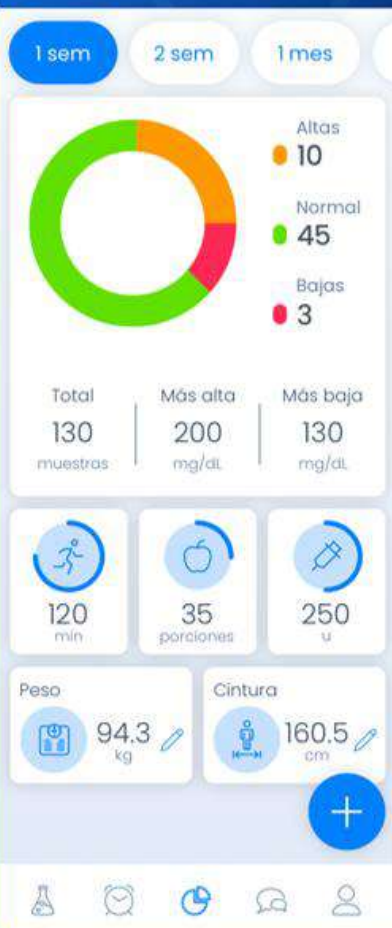 1 sem 2 sem 1 mes
Altas
10
Normal
45
Bajas
3
Total Más alta Más baja
130 200 130
muestras mg/dL mg/dL
120 35 250
min porciones u
Peso Cintura
94.3 160.5
kg cm